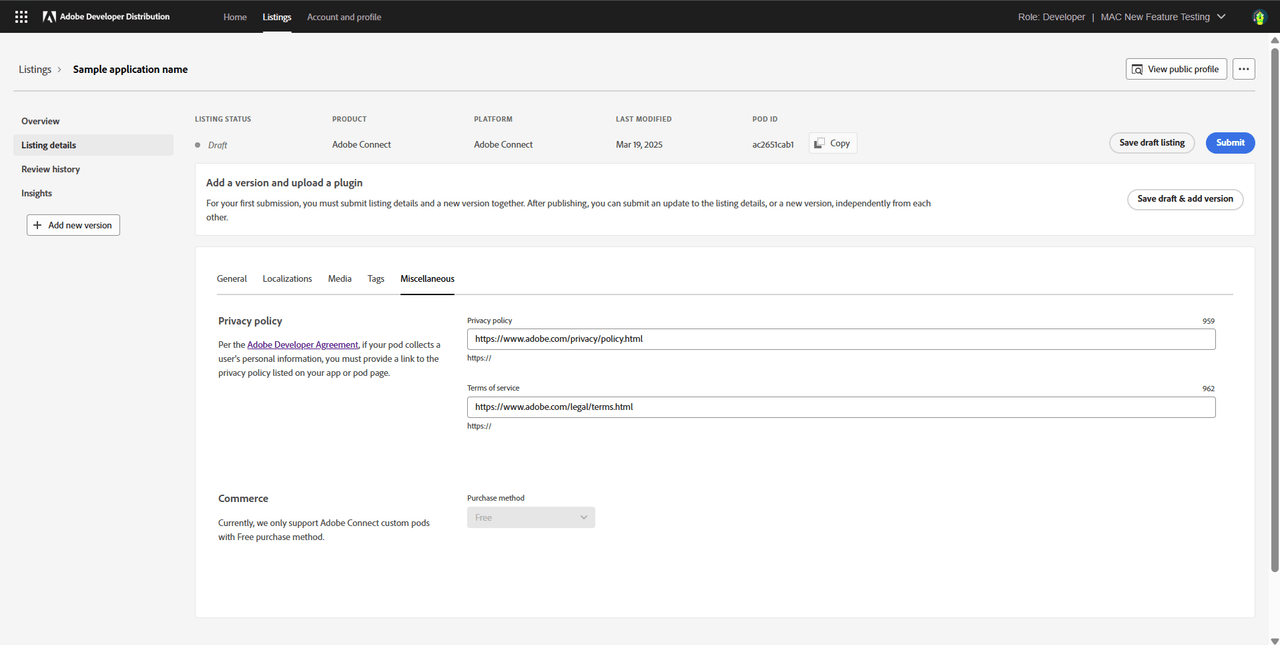 Adobe Developer Distribution Home Listings Account and profile Role: Developer | MAC New Feature Testing
Listings > Sample application name View public profile ...
Overview
Listing details
Review history
Insights
+ Add new version
LISTING STATUS PRODUCT PLATFORM LAST MODIFIED POD ID
Draft Adobe Connect Adobe Connect Mar 19, 2025 ac2651cab1 Copy Save draft listing Submit
Add a version and upload a plugin
For your first submission, you must submit listing details and a new version together. After publishing, you can submit an update to the listing details, or a new version, independently from each
other.
Save draft & add version
General Localizations Media Tags Miscellaneous
Privacy policy
Per the Adobe Developer Agreement, if your pod collects a
user's personal information, you must provide a link to the
privacy policy listed on your app or pod page.
Privacy policy 959
https://www.adobe.com/privacy/policy.html
https://
Terms of service 962
https://www.adobe.com/legal/terms.html
https://
Commerce
Currently, we only support Adobe Connect custom pods
with Free purchase method.
Purchase method
Free